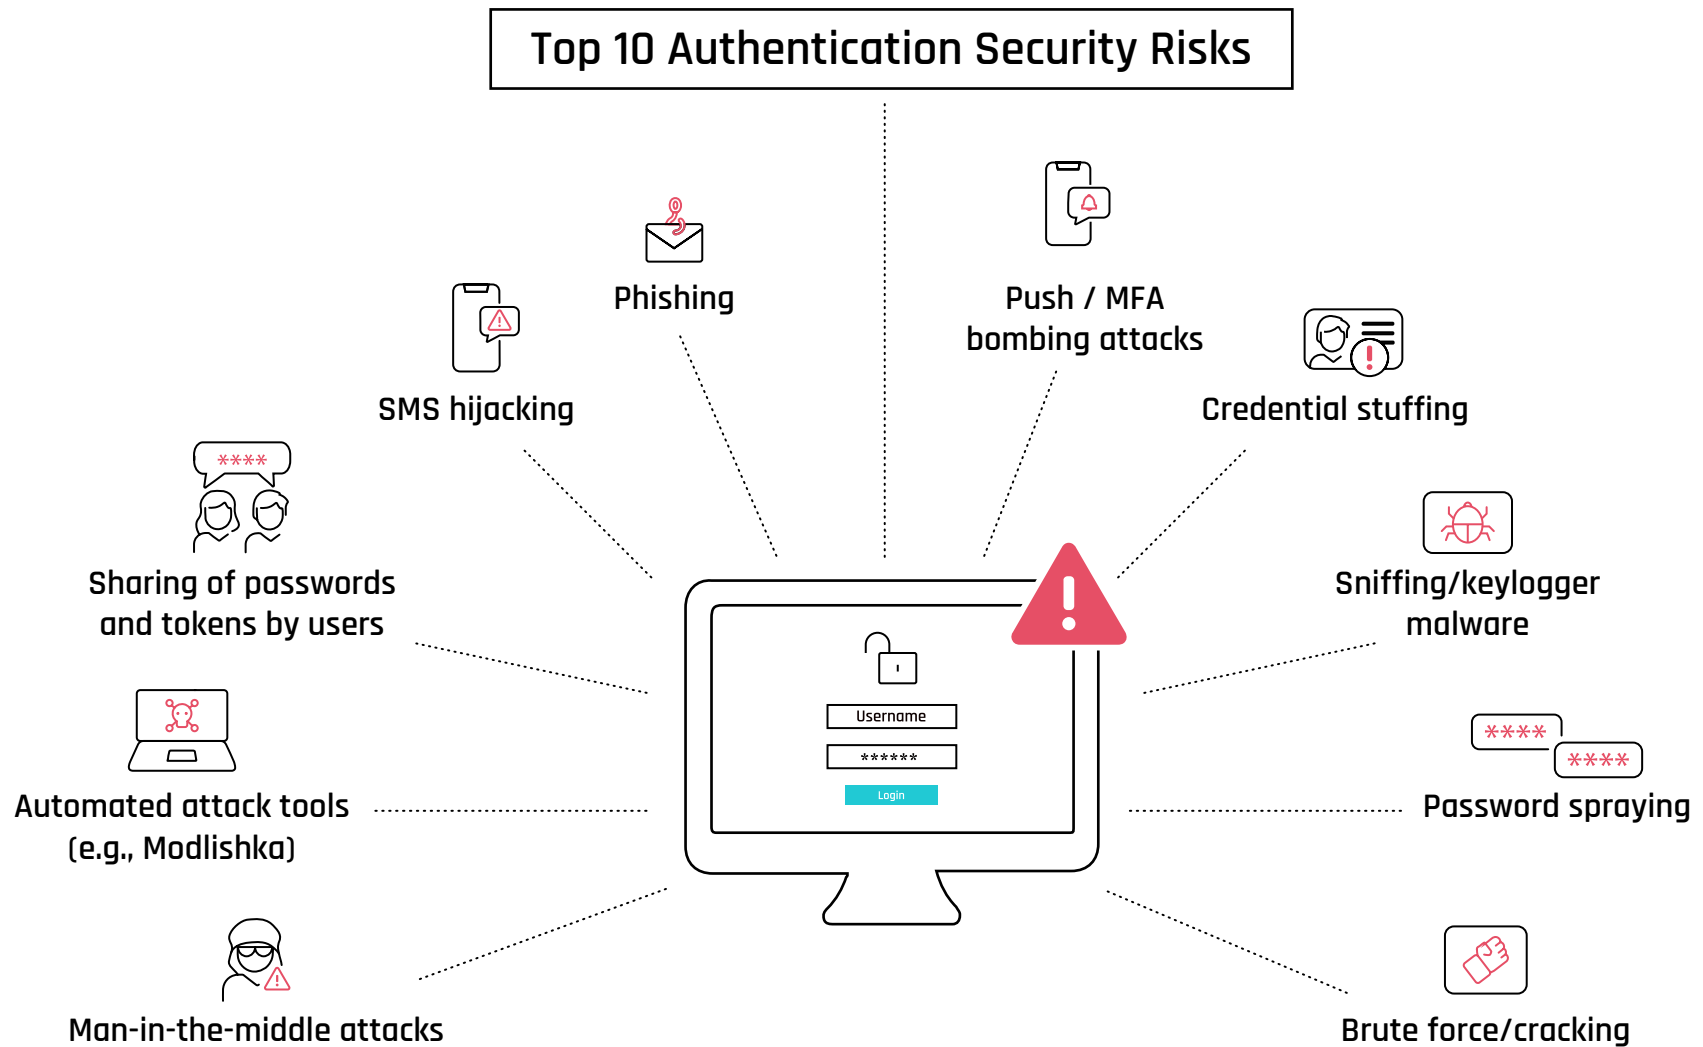 Top 10 Authentication Security Risks
Phishing
Push / MFA
bombing attacks
SMS hijacking
Credential stuffing
****
Sharing of passwords
and tokens by users
Sniffing/keylogger
malware
Username
******
Login
****
****
Automated attack tools
(e.g., Modlishka)
Password spraying
Man-in-the-middle attacks
Brute force/cracking